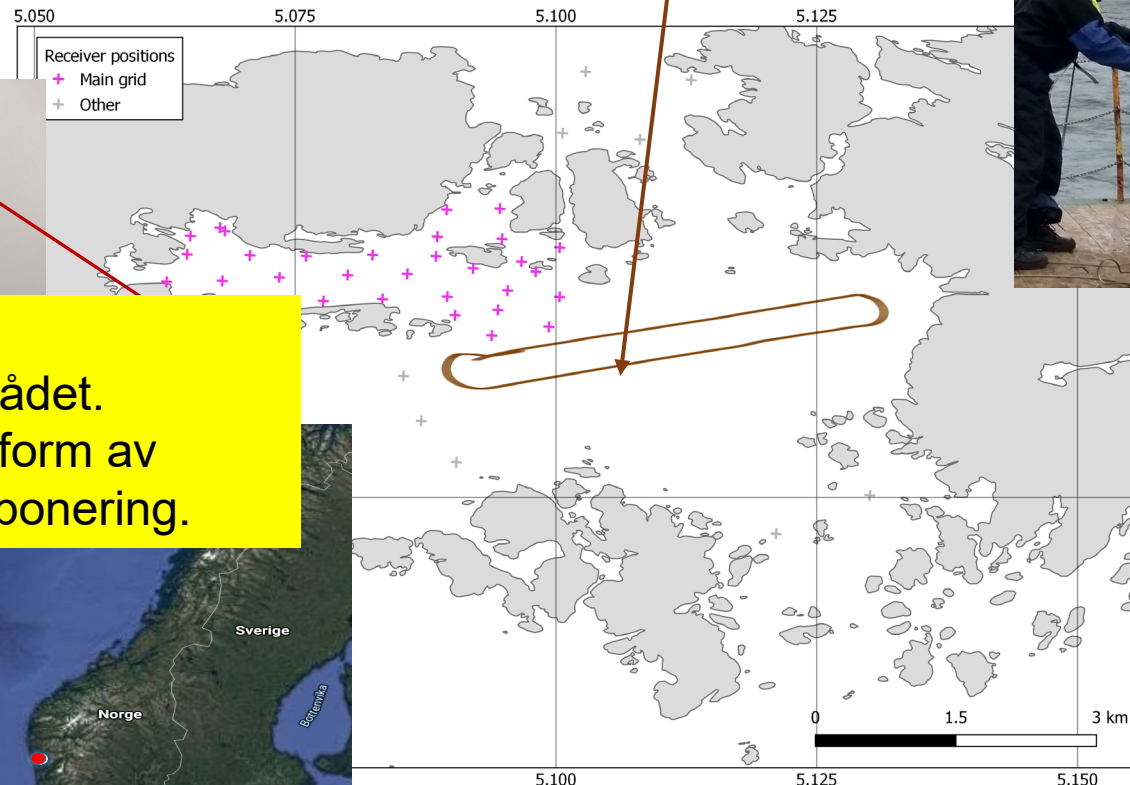 5.050 5.075 5.100 5.125
Receiver positions
Main grid
Other
ådet.
form av
onering.
Sverige
Norge
Bottenvika
0 1.5 3 km
5.100 5.125 5.150